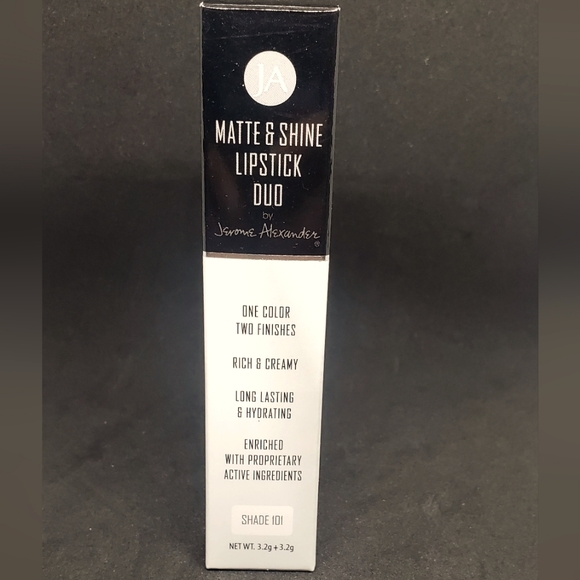 JA
MATTE & SHINE
LIPSTICK
DUO
by
Jerome Alexander®
ONE COLOR
TWO FINISHES
RICH & CREAMY
LONG LASTING
& HYDRATING
ENRICHED
WITH PROPRIETARY
ACTIVE INGREDIENTS
SHADE 101
NET WT. 3.2g + 3.2g